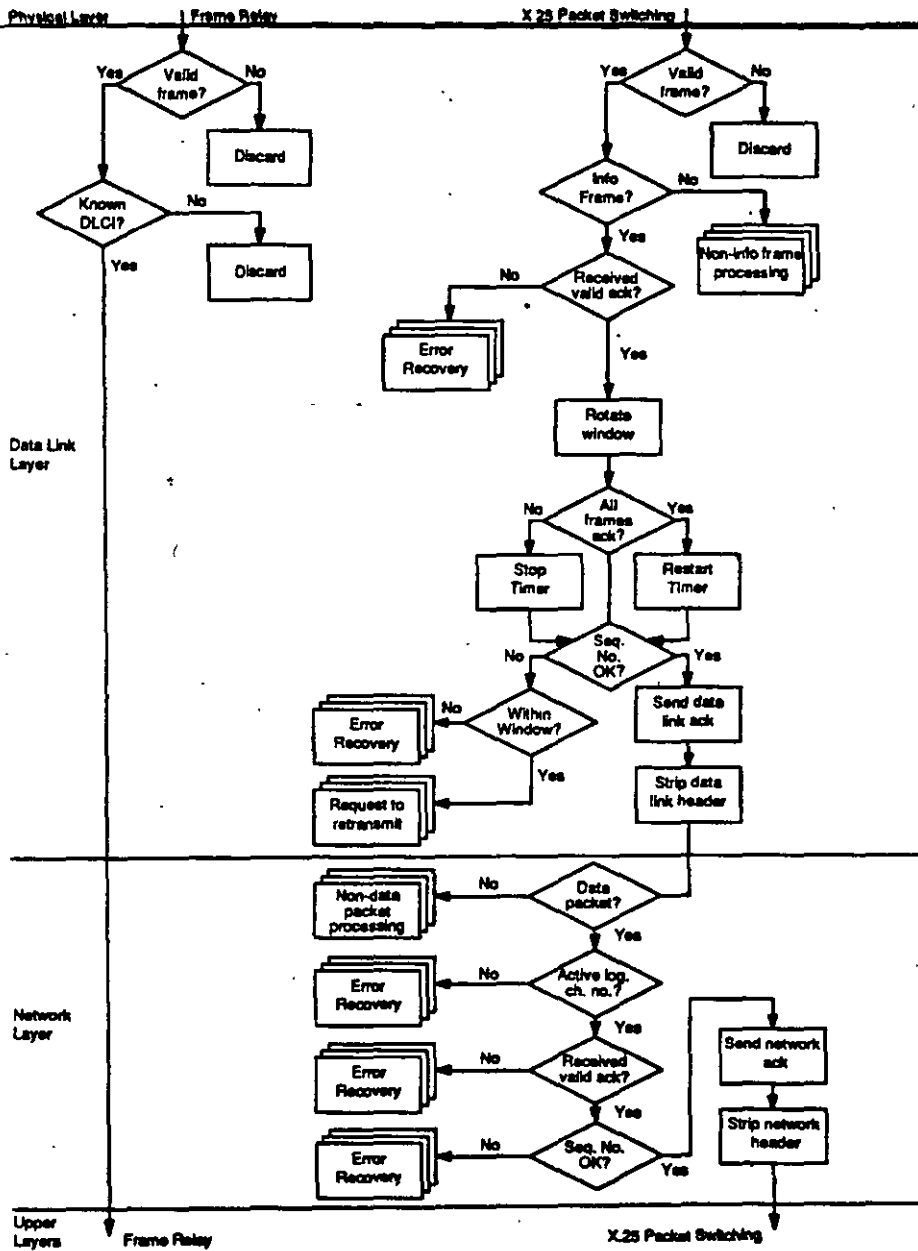 Physical Layer
Frame Relay
X.25 Packet Switching
Yes
Valid
frame?
No
Discard
Known
DLCI?
No
Discard
Yes
Yes
Valid
frame?
No
Discard
Info
Frame?
No
Non-info frame
processing
Yes
Received
valid ack?
No
Error
Recovery
Yes
Rotate
window
Data Link
Layer
No
All
frames
ack?
Yes
Stop
Timer
Restart
Timer
No
Seq.
No.
OK?
Yes
Send data
link ack
No
Within
Window?
Error
Recovery
Yes
Strip data
link header
Request to
retransmit
Network
Layer
No
Data
packet?
Non-data
packet
processing
Yes
No
Active log.
ch. no.?
Error
Recovery
Yes
No
Received
valid ack?
Error
Recovery
Yes
No
Seq. No.
OK?
Yes
Error
Recovery
Send network
ack
Strip network
header
Upper
Layers
Frame Relay
X.25 Packet Switching